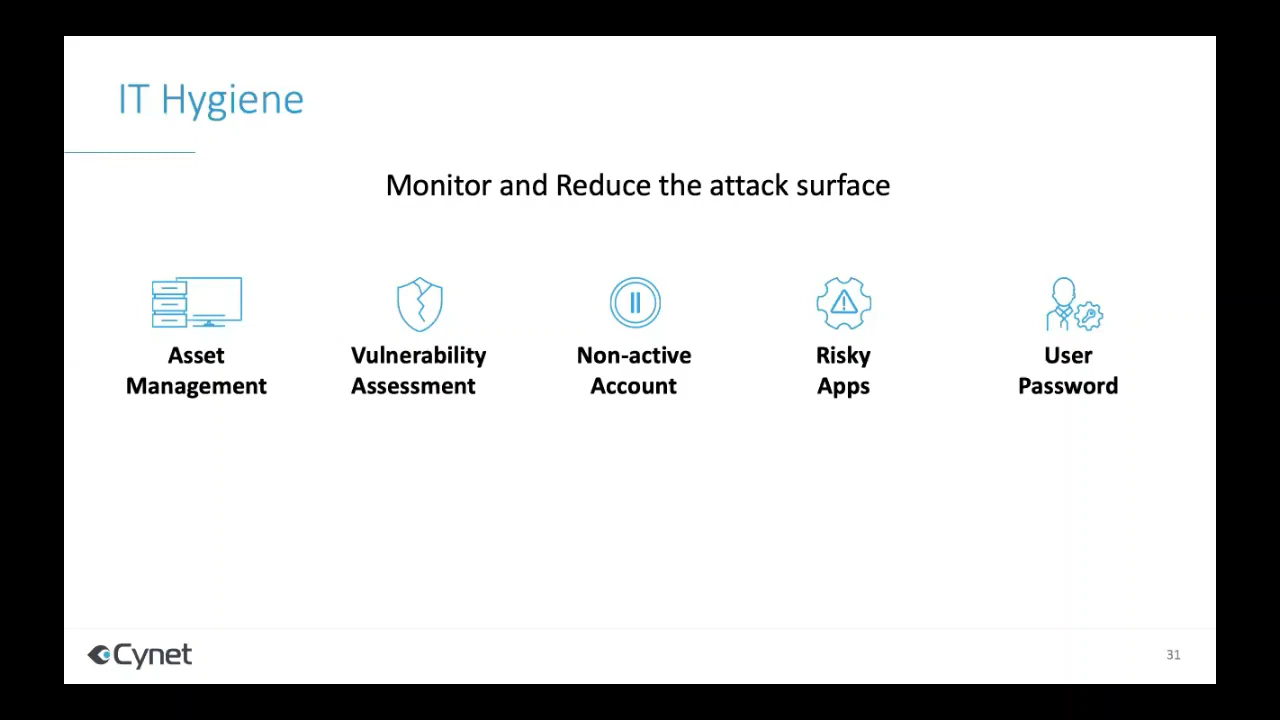 IT Hygiene
Monitor and Reduce the attack surface
Asset
Management
Vulnerability
Assessment
Non-active
Account
Risky
Apps
User
Password
Cynet
31